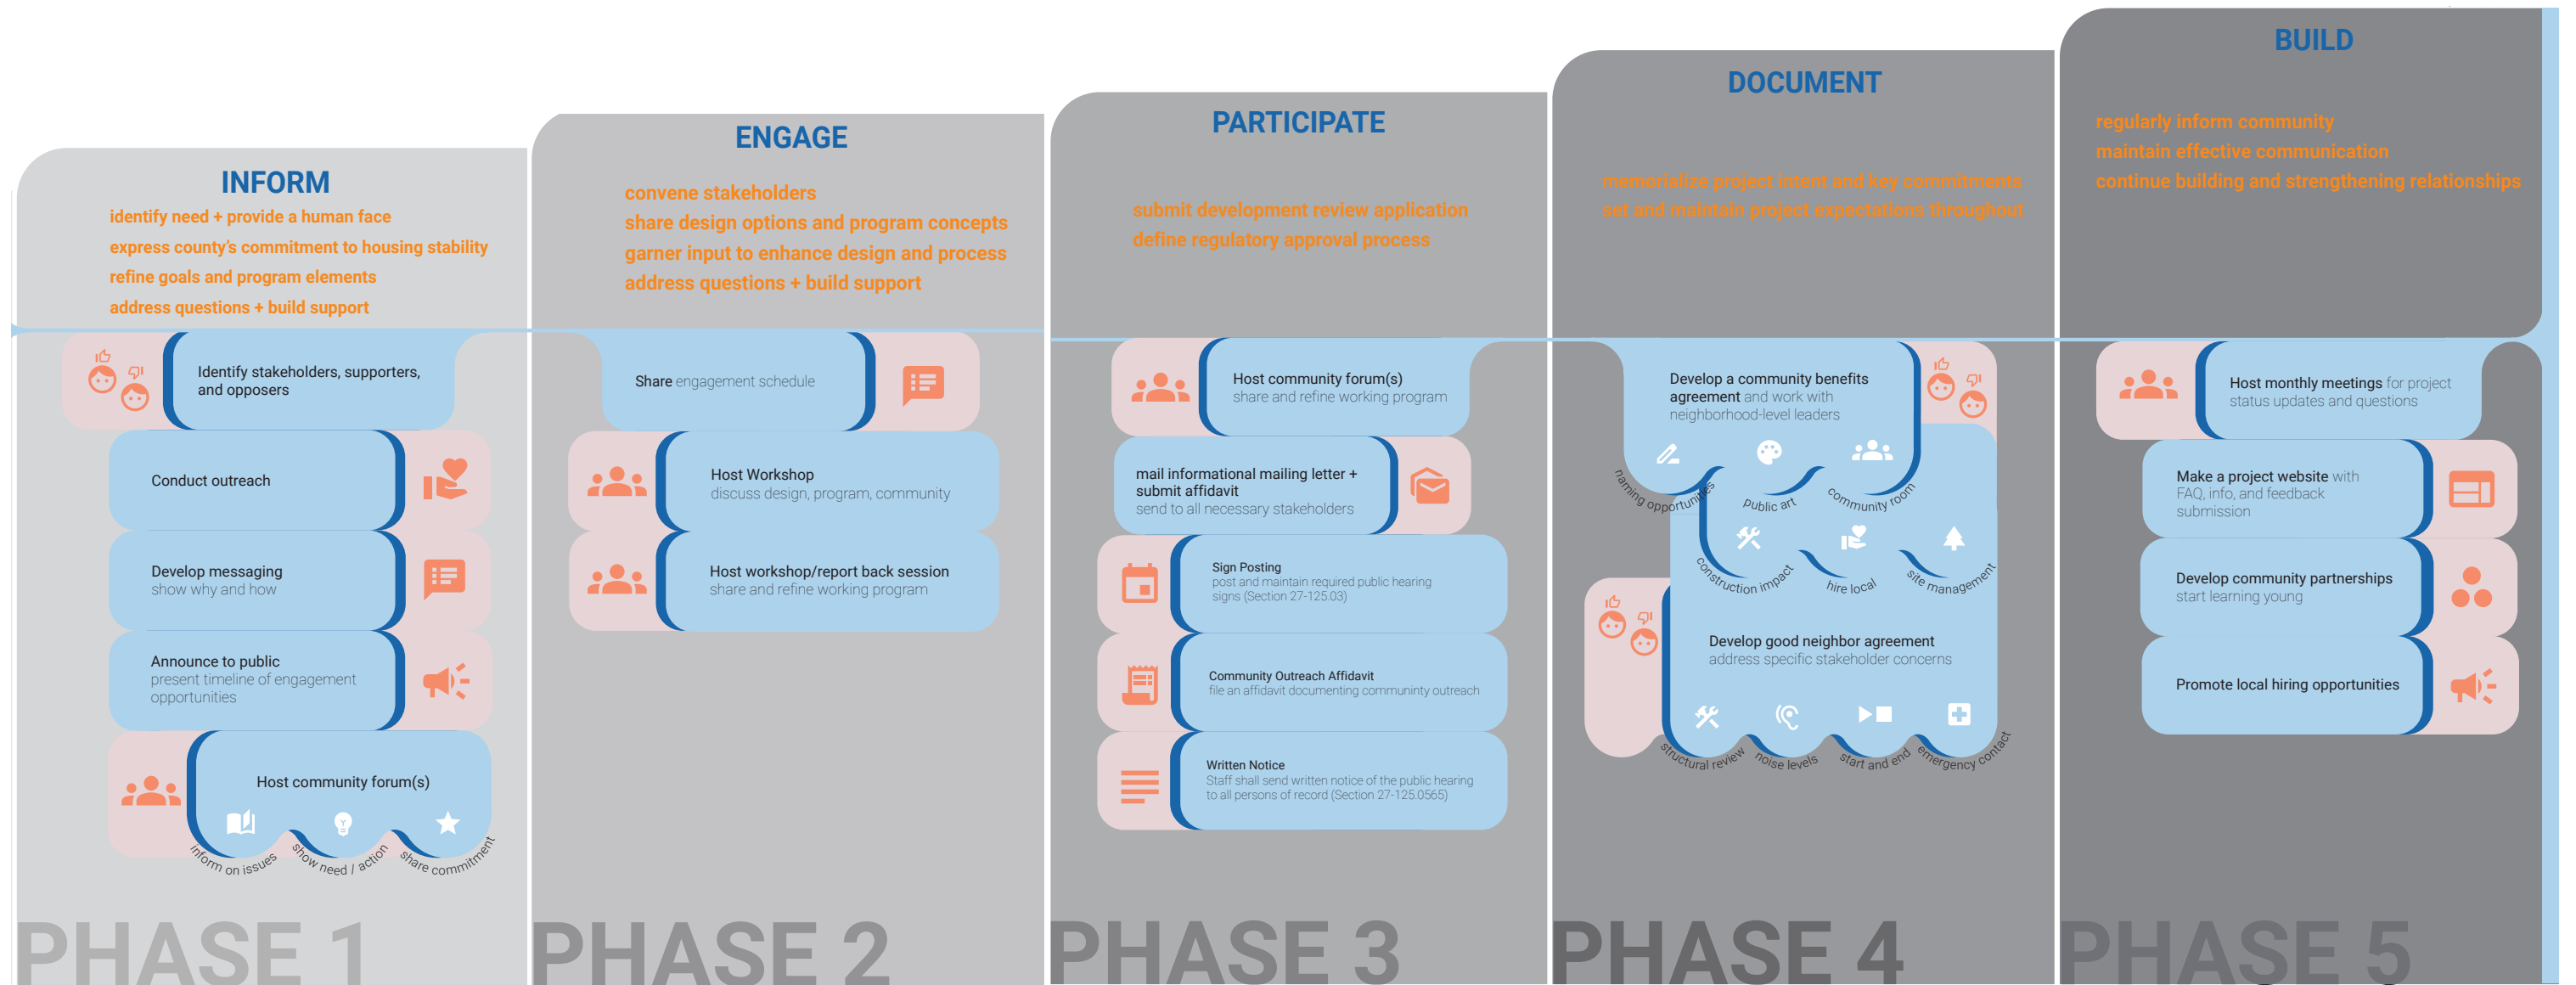 INFORM
identify need + provide a human face
express county's commitment to housing stability
refine goals and program elements
address questions + build support
Identify stakeholders, supporters,
and opposers
Conduct outreach
Develop messaging
show why and how
Announce to public
present timeline of engagement
opportunities
Host community forum(s)
inform on issues
show need / action
share commitment
PHASE 1
ENGAGE
convene stakeholders
share design options and program concepts
garner input to enhance design and process
address questions + build support
Share engagement schedule
Host Workshop
discuss design, program, community
Host workshop/report back session
share and refine working program
PHASE 2
PARTICIPATE
submit development review application
define regulatory approval process
Host community forum(s)
share and refine working program
mail informational mailing letter +
submit affidavit
send to all necessary stakeholders
Sign Posting
post and maintain required public hearing
signs (Section 27-125.03)
Community Outreach Affidavit
file an affidavit documenting communinty outreach
Written Notice
Staff shall send written notice of the public hearing
to all persons of record (Section 27-125.0565)
PHASE 3
DOCUMENT
memorialize project intent and key commitments
set and maintain project expectations throughout
Develop a community benefits
agreement and work with
neighborhood-level leaders
naming opportunities
public art
community room
construction impact
hire local
site management
Develop good neighbor agreement
address specific stakeholder concerns
structural review
noise levels
start and end
emergency contact
PHASE 4
BUILD
regularly inform community
maintain effective communication
continue building and strengthening relationships
Host monthly meetings for project
status updates and questions
Make a project website with
FAQ, info, and feedback
submission
Develop community partnerships
start learning young
Promote local hiring opportunities
PHASE 5